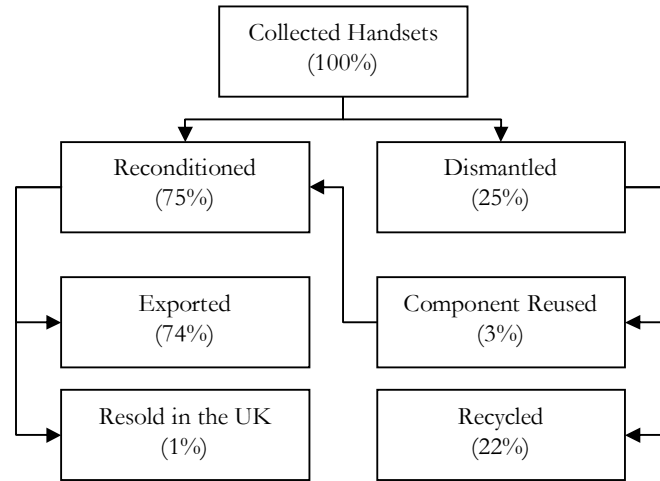 Collected Handsets
(100%)
Reconditioned
(75%)
Dismantled
(25%)
Exported
(74%)
Component Reused
(3%)
Resold in the UK
(1%)
Recycled
(22%)